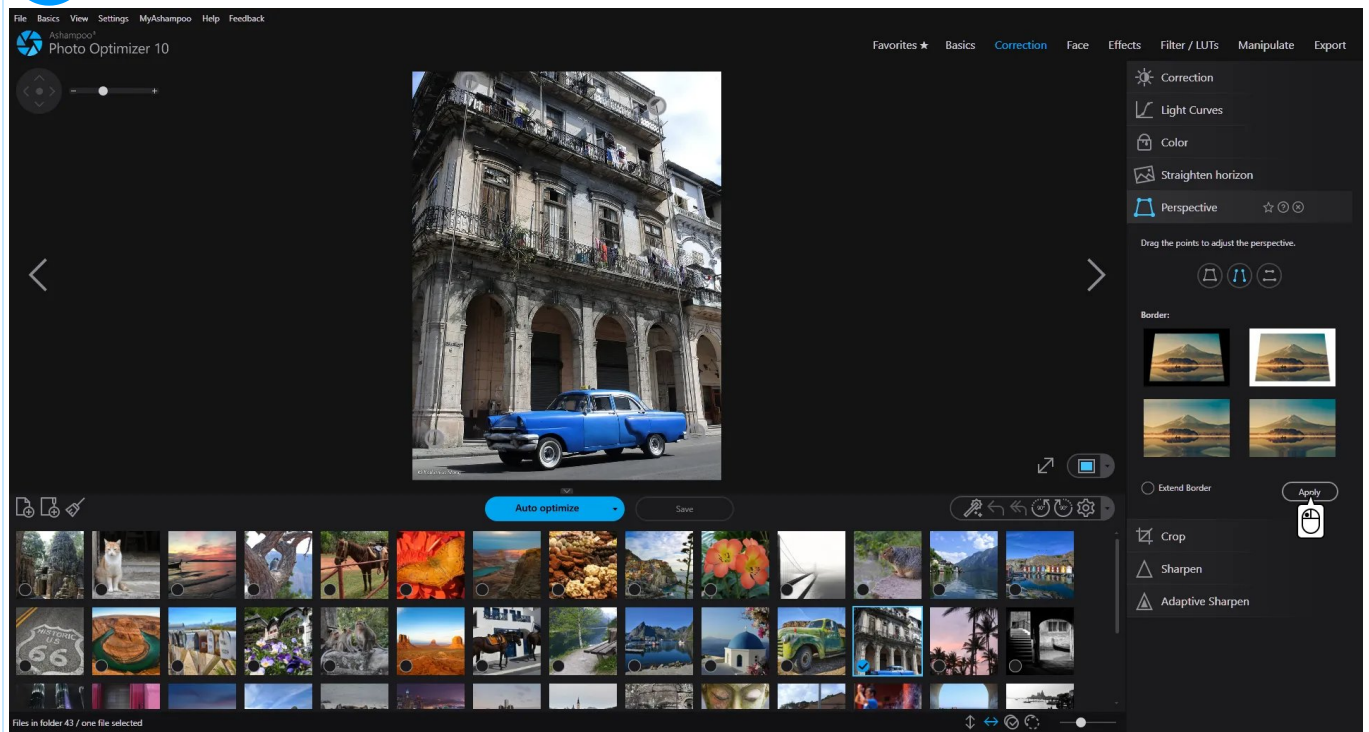 File Basics View Settings MyAshampoo Help Feedback
Ashampoo®
Photo Optimizer 10
Favorites ★ Basics Correction Face Effects Filter / LUTs Manipulate Export
Correction
Light Curves
Color
Straighten horizon
Perspective
Drag the points to adjust the perspective.
Border:
Extend Border
Apply
Auto optimize
Save
90°
90°
Crop
Sharpen
Adaptive Sharpen
HISTORIC
U S
66
Files in folder 43 / one file selected